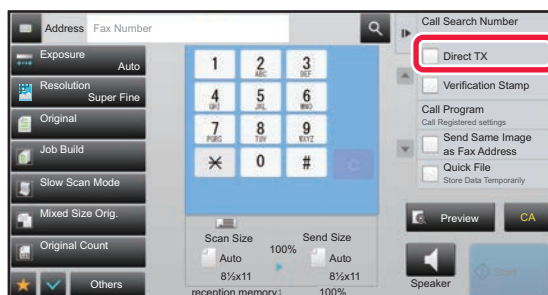 Address
Fax Number
Call Search Number
Exposure
Auto
Resolution
Super Fine
Original
Job Build
Slow Scan Mode
Mixed Size Orig.
Original Count
Others
1
2 ABC
3 DEF
4 GHI
5 JKL
6 MNO
7 PQRS
8 TUV
9 WXYZ
0
#
C
Scan Size
100%
Send Size
Auto
Auto
8½x11
8½x11
reception memory:
100%
Direct TX
Verification Stamp
Call Program
Call Registered settings
Send Same Image
as Fax Address
Quick File
Store Data Temporarily
Preview
CA
Speaker
Start